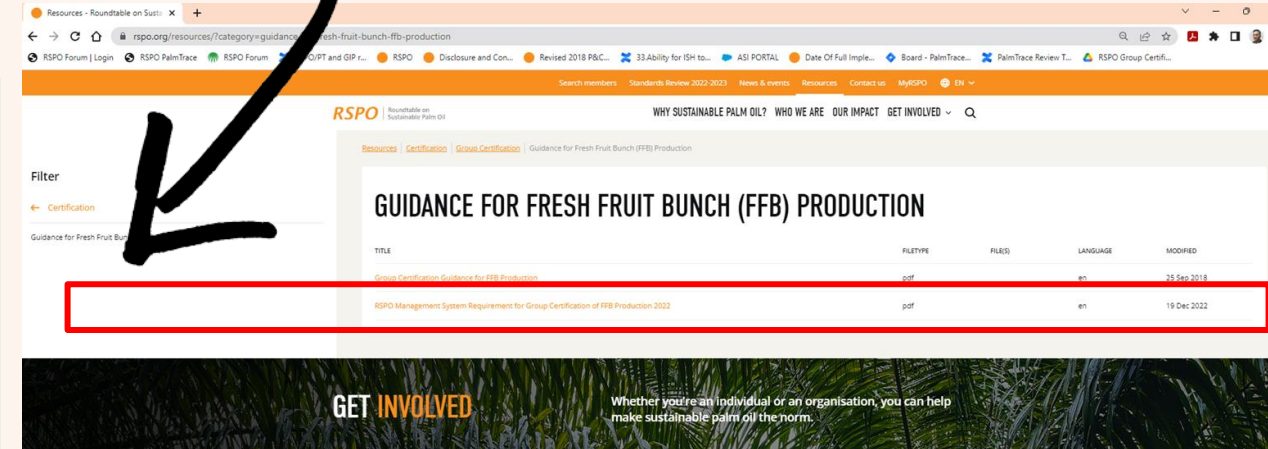 Resources - Roundtable on Susta
rspo.org/resources/?category=guidance fresh-fruit-bunch-ffb-production
RSPO Forum | Login RSPO PalmTrace RSPO Forum PO/PT and GIP r... RSPO Disclosure and Con... Revised 2018 P&C... 33.Ability for ISH to... ASI PORTAL Date Of Full Imple... Board - PalmTrace... PalmTrace Review T... RSPO Group Certifi...
Search members Standards Review 2022-2023 News & events Resources Contact us MyRSPO EN
RSPO Roundtable on Sustainable Palm Oil
WHY SUSTAINABLE PALM OIL? WHO WE ARE OUR IMPACT GET INVOLVED
Resources | Certification | Group Certification | Guidance for Fresh Fruit Bunch (FFB) Production
Filter
← Certification
Guidance for Fresh Fruit
GUIDANCE FOR FRESH FRUIT BUNCH (FFB) PRODUCTION
TITLE FILETYPE FILE(S) LANGUAGE MODIFIED
Group Certification Guidance for FFB Production pdf en 25 Sep 2018
RSPO Management System Requirement for Group Certification of FFB Production 2022 pdf en 19 Dec 2022
GET INVOLVED
Whether you're an individual or an organisation, you can help
make sustainable palm oil the norm.